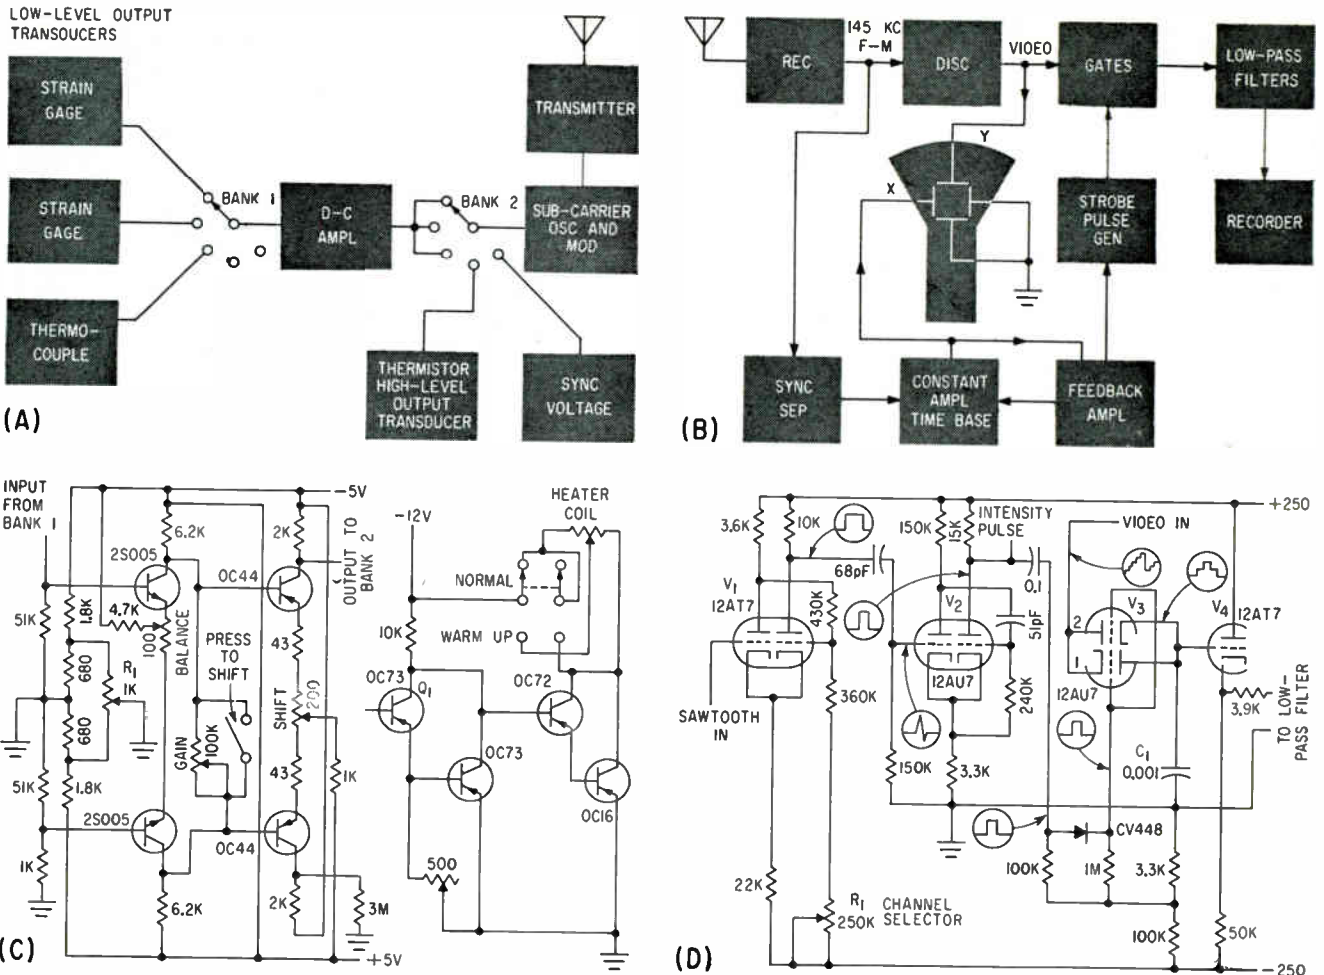 LOW-LEVEL OUTPUT
TRANSOUCERS
STRAIN
GAGE
STRAIN
GAGE
THERMO-
COUPLE
BANK 1
D-C
AMPL
BANK 2
TRANSMITTER
SUB-CARRIER
OSC AND
MOD
THERMISTOR
HIGH-LEVEL
OUTPUT
TRANSDUCER
SYNC
VOLTAGE
(A)
REC
145 KC
F-M
DISC
VIDEO
GATES
LOW-PASS
FILTERS
Y
X
STROBE
PULSE
GEN
RECORDER
SYNC
SEP
CONSTANT
AMPL
TIME BASE
FEEDBACK
AMPL
(B)
INPUT
FROM
BANK 1
-5V
6.2K
2K
OUTPUT TO
BANK 2
2S005
OC44
51K
1.8K
4.7K
100
BALANCE
43
680
R1
1K
PRESS
TO
SHIFT
SHIFT
200
680
GAIN
100K
43
1K
51K
1.8K
2S005
OC44
1K
6.2K
2K
3M
+5V
(C)
-12V
HEATER
COIL
NORMAL
10K
WARM UP
OC73
Q1
OC72
OC73
OC16
500
+250
3.6K
10K
150K
15K
INTENSITY
PULSE
VIDEO IN
68pF
0.1
V1
12AT7
430K
V2
51pF
V3
V4
12AT7
2
1
12AU7
12AU7
SAWTOOTH
IN
360K
240K
3.9K
TO LOW-
PASS FILTER
150K
3.3K
C1
0.001
CV448
100K
1M
3.3K
22K
R1
250K
CHANNEL
SELECTOR
100K
50K
-250
(D)